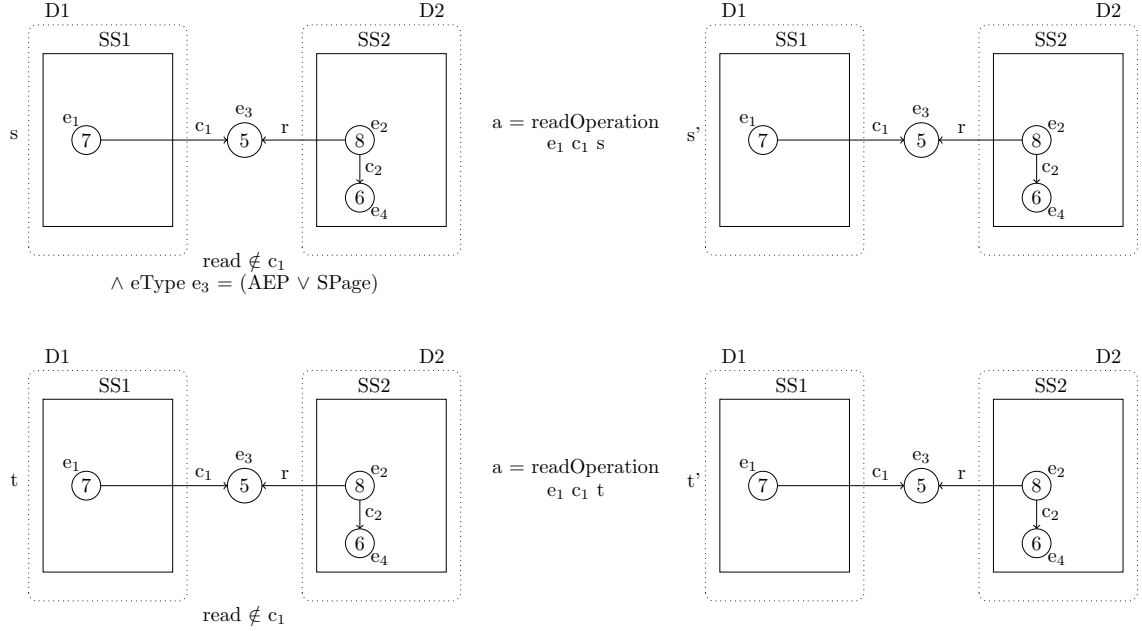 D1 D2 D1 D2
SS1 SS2 SS1 SS2
s e₁ 7 c₁ e₃ 5 r 8 e₂ a = readOperation s' e₁ 7 c₁ e₃ 5 r 8 e₂
e₁ c₁ s
c₂ c₂
6 e₄ 6 e₄
read ∉ c₁
∧ eType e₃ = (AEP ∨ SPage)
D1 D2 D1 D2
SS1 SS2 SS1 SS2
t e₁ 7 c₁ e₃ 5 r 8 e₂ a = readOperation t' e₁ 7 c₁ e₃ 5 r 8 e₂
e₁ c₁ t
c₂ c₂
6 e₄ 6 e₄
read ∉ c₁